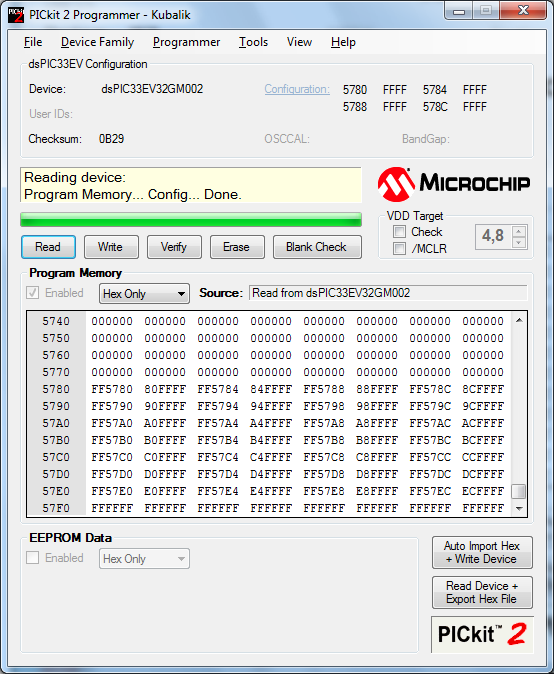 PICkit 2 Programmer - Kubalik
File Device Family Programmer Tools View Help
dsPIC33EV Configuration
Device: dsPIC33EV32GM002 Configuration: 5780 FFFF 5784 FFFF
5788 FFFF 578C FFFF
User IDs:
Checksum: 0B29 OSCCAL: BandGap:
Reading device:
Program Memory... Config... Done.
MICROCHIP
VDD Target
Check
/MCLR
4,8
Read Write Verify Erase Blank Check
Program Memory
Enabled Hex Only Source: Read from dsPIC33EV32GM002
5740 000000 000000 000000 000000 000000 000000 000000 000000
5750 000000 000000 000000 000000 000000 000000 000000 000000
5760 000000 000000 000000 000000 000000 000000 000000 000000
5770 000000 000000 000000 000000 000000 000000 000000 000000
5780 FF5780 80FFFF FF5784 84FFFF FF5788 88FFFF FF578C 8CFFFF
5790 FF5790 90FFFF FF5794 94FFFF FF5798 98FFFF FF579C 9CFFFF
57A0 FF57A0 A0FFFF FF57A4 A4FFFF FF57A8 A8FFFF FF57AC ACFFFF
57B0 FF57B0 B0FFFF FF57B4 B4FFFF FF57B8 B8FFFF FF57BC BCFFFF
57C0 FF57C0 C0FFFF FF57C4 C4FFFF FF57C8 C8FFFF FF57CC CCFFFF
57D0 FF57D0 D0FFFF FF57D4 D4FFFF FF57D8 D8FFFF FF57DC DCFFFF
57E0 FF57E0 E0FFFF FF57E4 E4FFFF FF57E8 E8FFFF FF57EC ECFFFF
57F0 FFFFFF FFFFFF FFFFFF FFFFFF FFFFFF FFFFFF FFFFFF FFFFFF
EEPROM Data
Enabled Hex Only
Auto Import Hex
+ Write Device
Read Device +
Export Hex File
PICkit™ 2